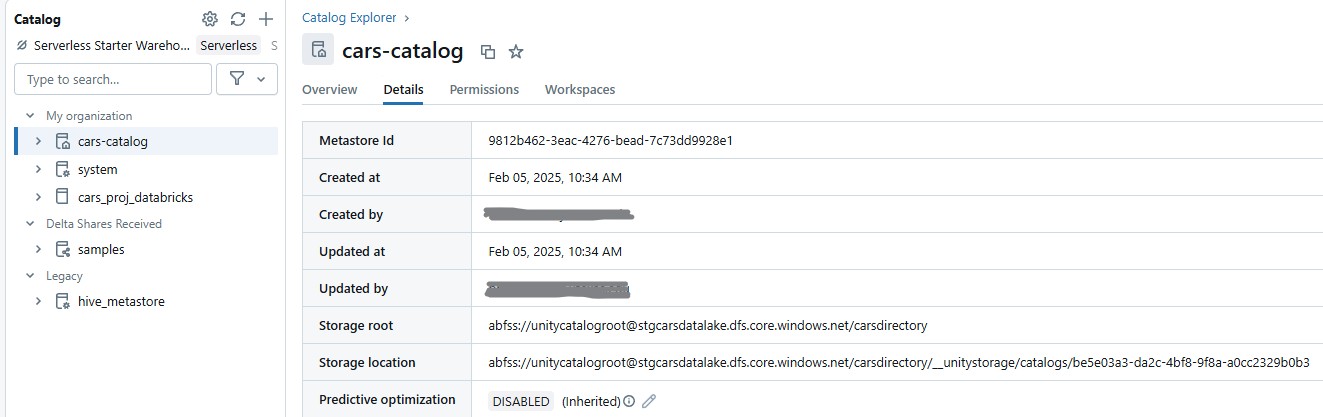 Catalog
Serverless Starter Wareho... Serverless S
Type to search...
My organization
cars-catalog
system
cars_proj_databricks
Delta Shares Received
samples
Legacy
hive_metastore
Catalog Explorer >
cars-catalog
Overview Details Permissions Workspaces
Metastore Id 9812b462-3eac-4276-bead-7c73dd9928e1
Created at Feb 05, 2025, 10:34 AM
Created by
Updated at Feb 05, 2025, 10:34 AM
Updated by
Storage root abfss://unitycatalogroot@stgcarsdatalake.dfs.core.windows.net/carsdirectory
Storage location abfss://unitycatalogroot@stgcarsdatalake.dfs.core.windows.net/carsdirectory/__unitystorage/catalogs/be5e03a3-da2c-4bf8-9f8a-a0cc2329b0b3
Predictive optimization DISABLED (Inherited)